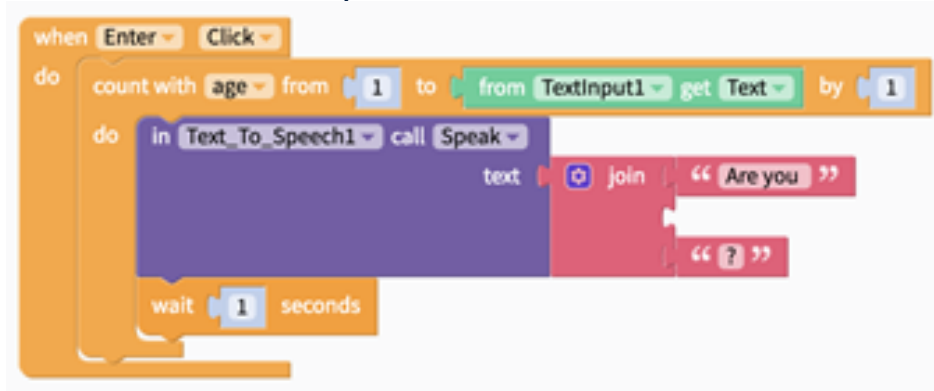 when Enter Click
do count with age from 1 to from TextInput1 get Text by 1
do in Text_To_Speech1 call Speak
text join “ Are you ”
“ ? ”
wait 1 seconds